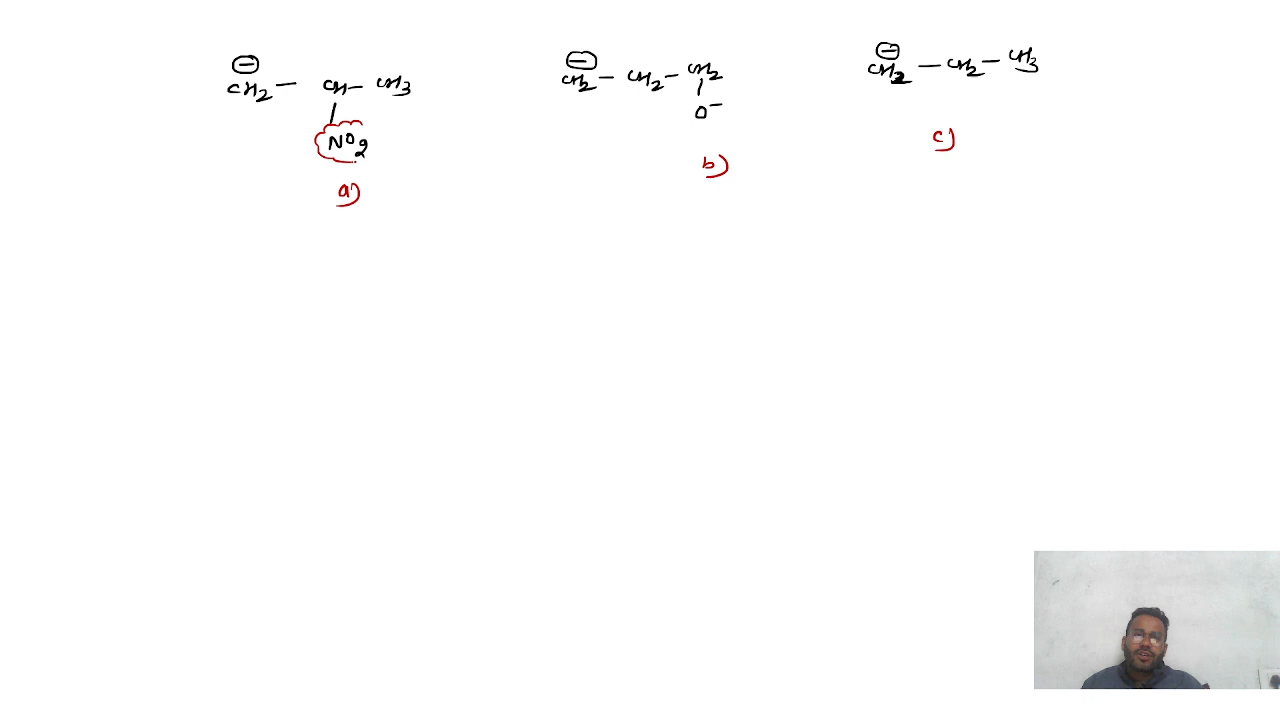 ⊖ ⊖ ⊖
CH2 – CH – CH3 CH2 – CH2 – CH2 CH2 – CH2 – CH3
| |
NO2 O–
a) b) c)